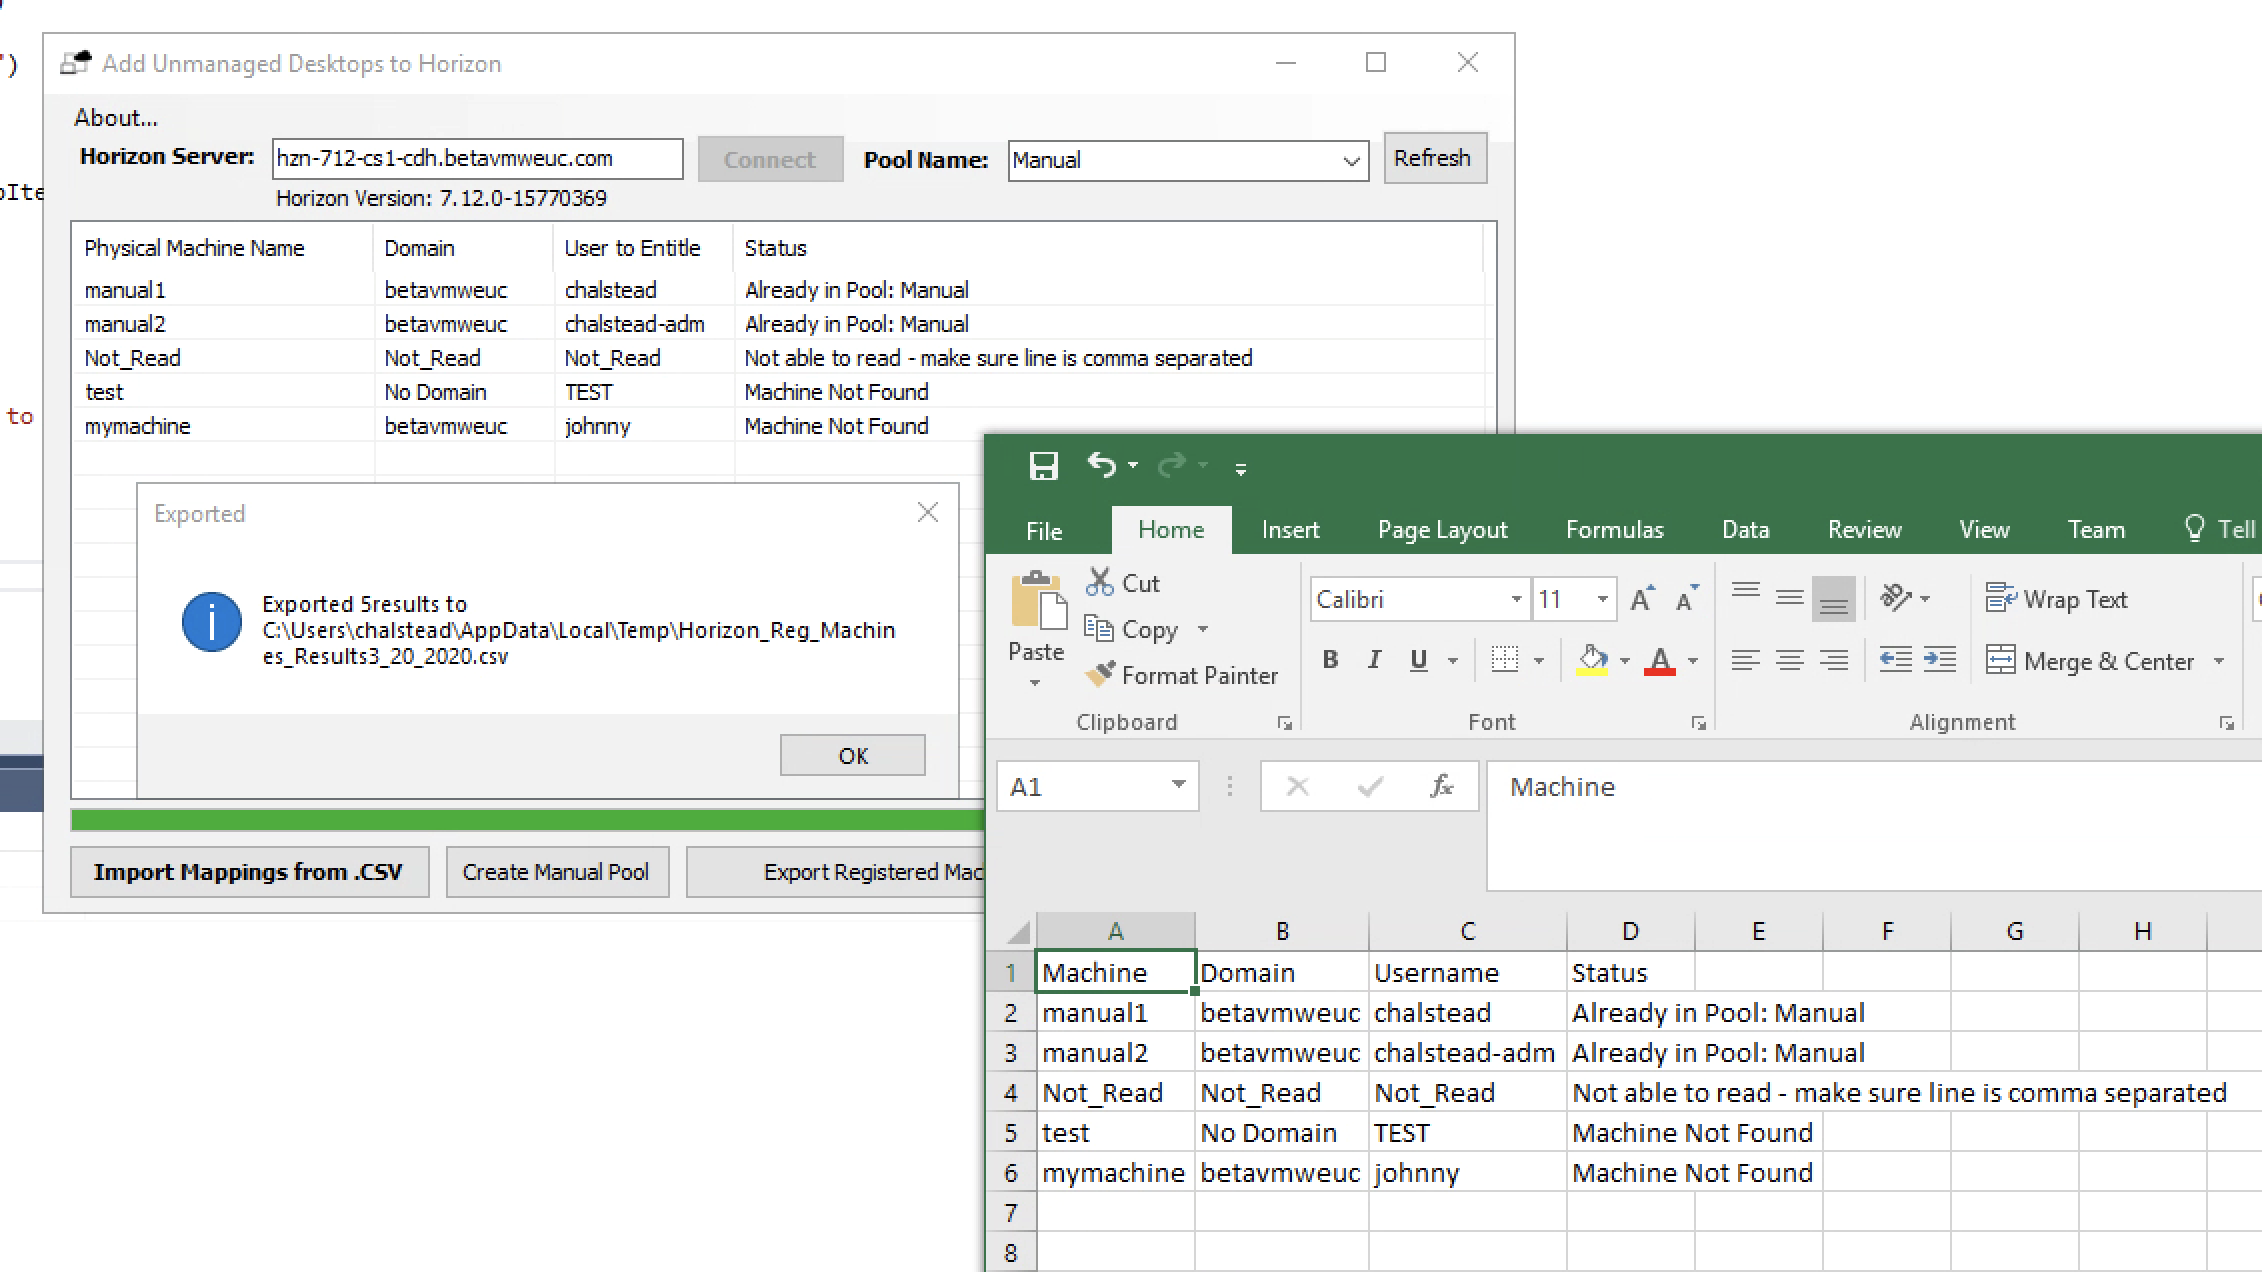 ")
Add Unmanaged Desktops to Horizon
About...
Horizon Server: hzn-712-cs1-cdh.betavmweuc.com Connect Pool Name: Manual Refresh
Horizon Version: 7.12.0-15770369
Physical Machine Name Domain User to Entitle Status
manual1 betavmweuc chalstead Already in Pool: Manual
manual2 betavmweuc chalstead-adm Already in Pool: Manual
Not_Read Not_Read Not_Read Not able to read - make sure line is comma separated
test No Domain TEST Machine Not Found
to
mymachine betavmweuc johnny Machine Not Found
Exported
Exported 5results to
C:\Users\chalstead\AppData\Local\Temp\Horizon_Reg_Machin
es_Results3_20_2020.csv
OK
Import Mappings from .CSV Create Manual Pool Export Registered Mac
File Home Insert Page Layout Formulas Data Review View Team Tell
Paste
Cut
Copy
Format Painter
Clipboard
Calibri 11
B I U
Font
Wrap Text
Merge & Center
Alignment
A1 fx Machine
A B C D E F G H
1 Machine Domain Username Status
2 manual1 betavmweuc chalstead Already in Pool: Manual
3 manual2 betavmweuc chalstead-adm Already in Pool: Manual
4 Not_Read Not_Read Not_Read Not able to read - make sure line is comma separated
5 test No Domain TEST Machine Not Found
6 mymachine betavmweuc johnny Machine Not Found
7
8